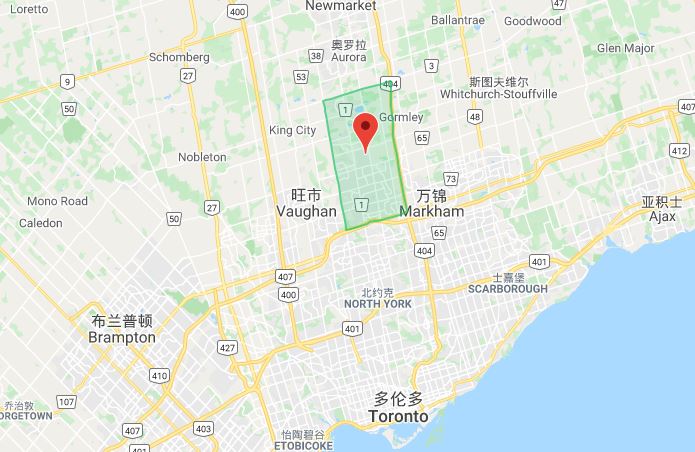 Loretto
Newmarket
400
404
Ballantrae
Goodwood
奥罗拉
Aurora
38
Schomberg
Glen Major
27
3
53
9
404
斯图夫维尔
Whitchurch-Stouffville
50
1
Gormley
407
48
King City
65
412
Nobleton
73
Mono Road
旺市
Vaughan
万锦
Markham
亚积士
Ajax
27
1
50
Caledon
65
404
401
407
士嘉堡
SCARBOROUGH
400
北约克
NORTH YORK
布兰普顿
Brampton
401
427
410
乔治敦
ORGETOWN
107
多伦多
Toronto
403
怡陶碧谷
ETOBICOKE